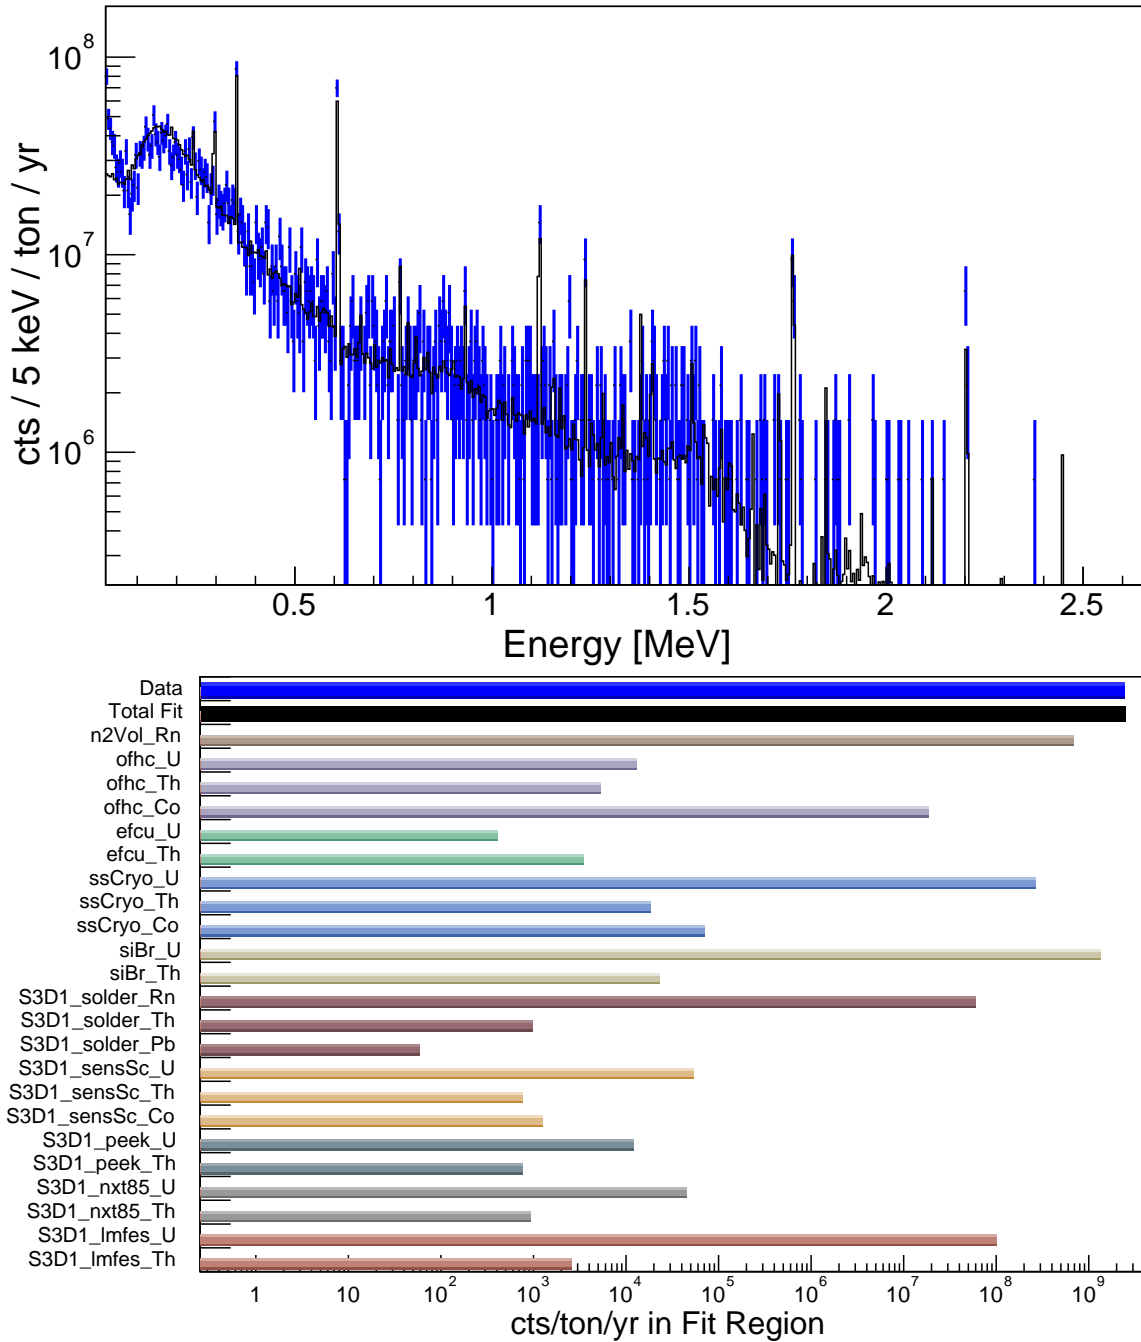 cts / 5 keV / ton / yr
10^8
10^7
10^6
0.5 1 1.5 2 2.5
Energy [MeV]
Data
Total Fit
n2Vol_Rn
ofhc_U
ofhc_Th
ofhc_Co
efcu_U
efcu_Th
ssCryo_U
ssCryo_Th
ssCryo_Co
siBr_U
siBr_Th
S3D1_solder_Rn
S3D1_solder_Th
S3D1_solder_Pb
S3D1_sensSc_U
S3D1_sensSc_Th
S3D1_sensSc_Co
S3D1_peek_U
S3D1_peek_Th
S3D1_nxt85_U
S3D1_nxt85_Th
S3D1_lmfes_U
S3D1_lmfes_Th
1 10 10^2 10^3 10^4 10^5 10^6 10^7 10^8 10^9
cts/ton/yr in Fit Region